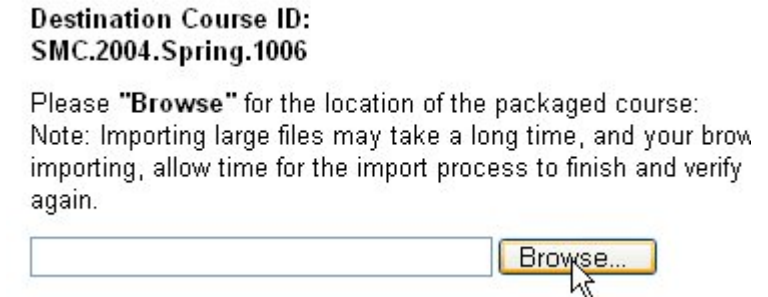 Destination Course ID:
SMC.2004.Spring.1006
Please "Browse" for the location of the packaged course:
Note: Importing large files may take a long time, and your
importing, allow time for the import process to finish and verify
again.
Browse...